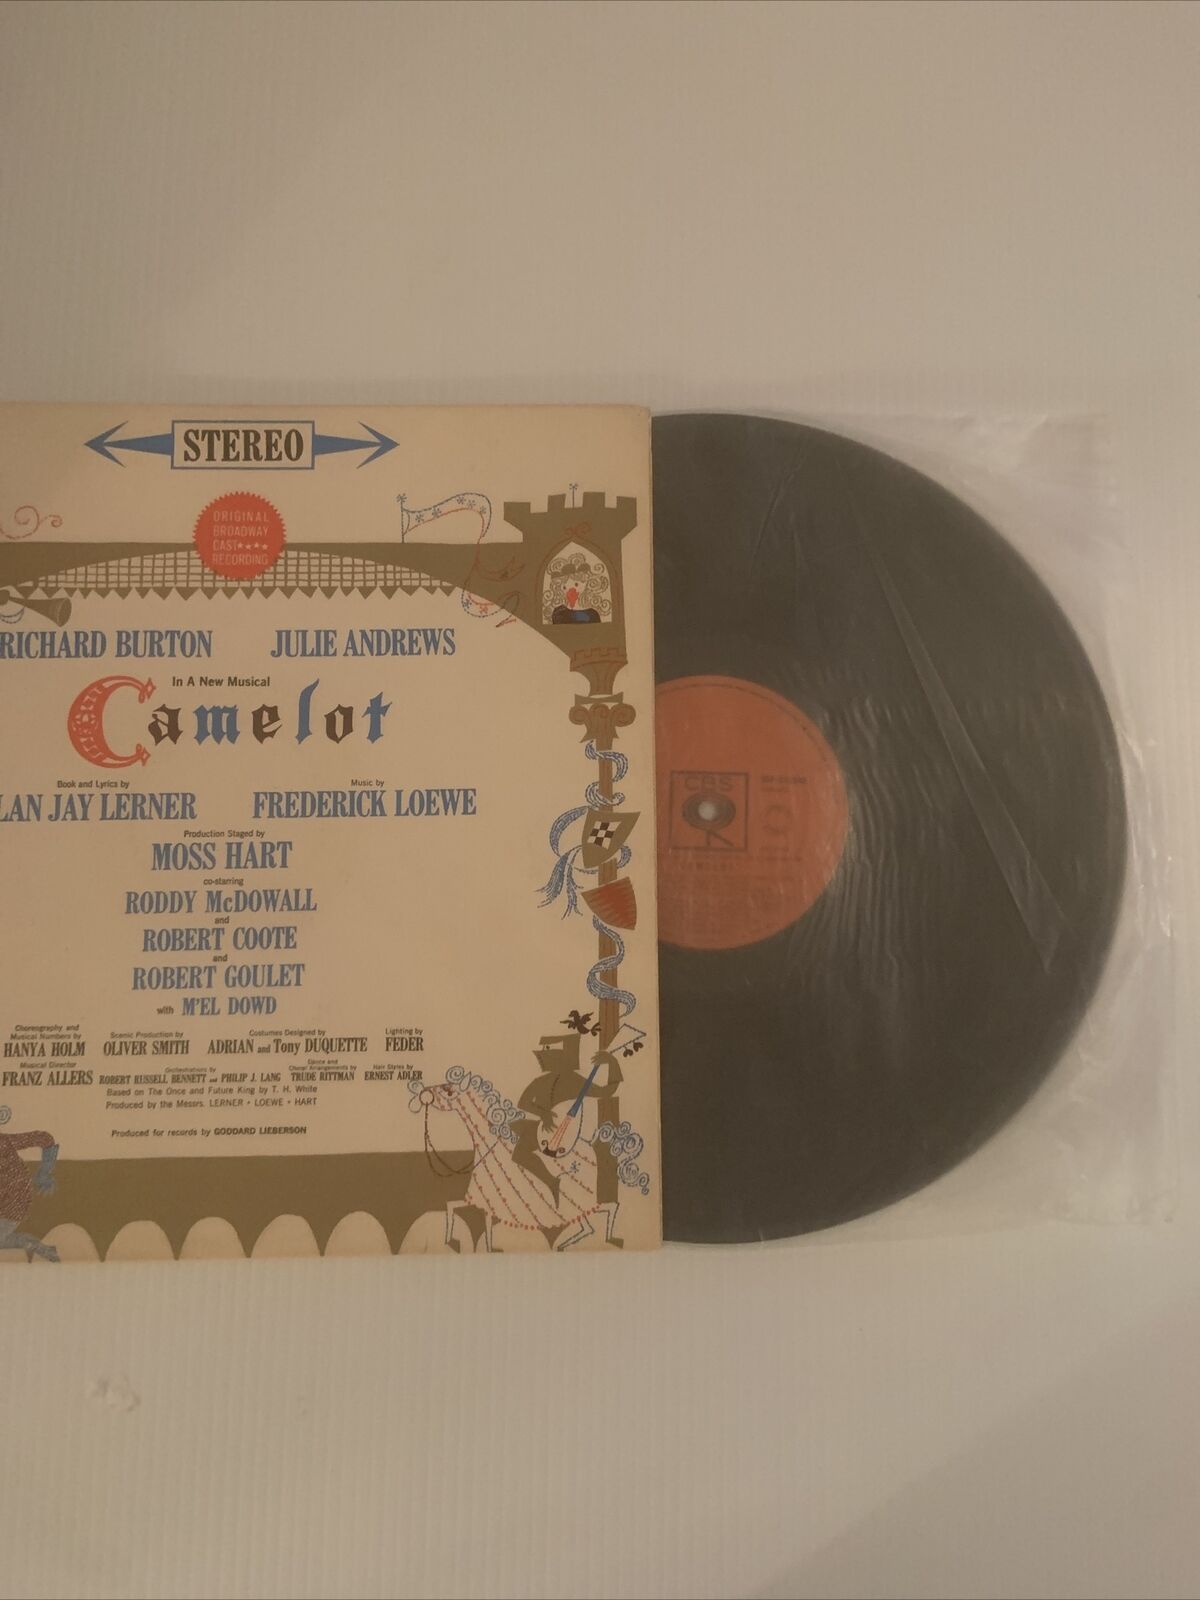 STEREO
ORIGINAL
BROADWAY
CAST★★★★
RECORDING
RICHARD BURTON JULIE ANDREWS
In A New Musical
Camelot
Book and Lyrics by Music by
LAN JAY LERNER FREDERICK LOEWE
Production Staged by
MOSS HART
co-starring
RODDY McDOWALL
and
ROBERT COOTE
and
ROBERT GOULET
with M'EL DOWD
Choreography and
Musical Numbers by
HANYA HOLM
Scenic Production by
OLIVER SMITH
Costumes Designed by
ADRIAN and Tony DUQUETTE
Lighting by
FEDER
Musical Director
FRANZ ALLERS
Orchestrations by
ROBERT RUSSELL BENNETT and PHILIP J. LANG
Dance and
Choral Arrangements by
TRUDE RITTMAN
Hair Styles by
ERNEST ADLER
Based on The Once and Future King by T. H. White
Produced by the Messrs. LERNER • LOEWE • HART
Produced for records by GODDARD LIEBERSON
CBS